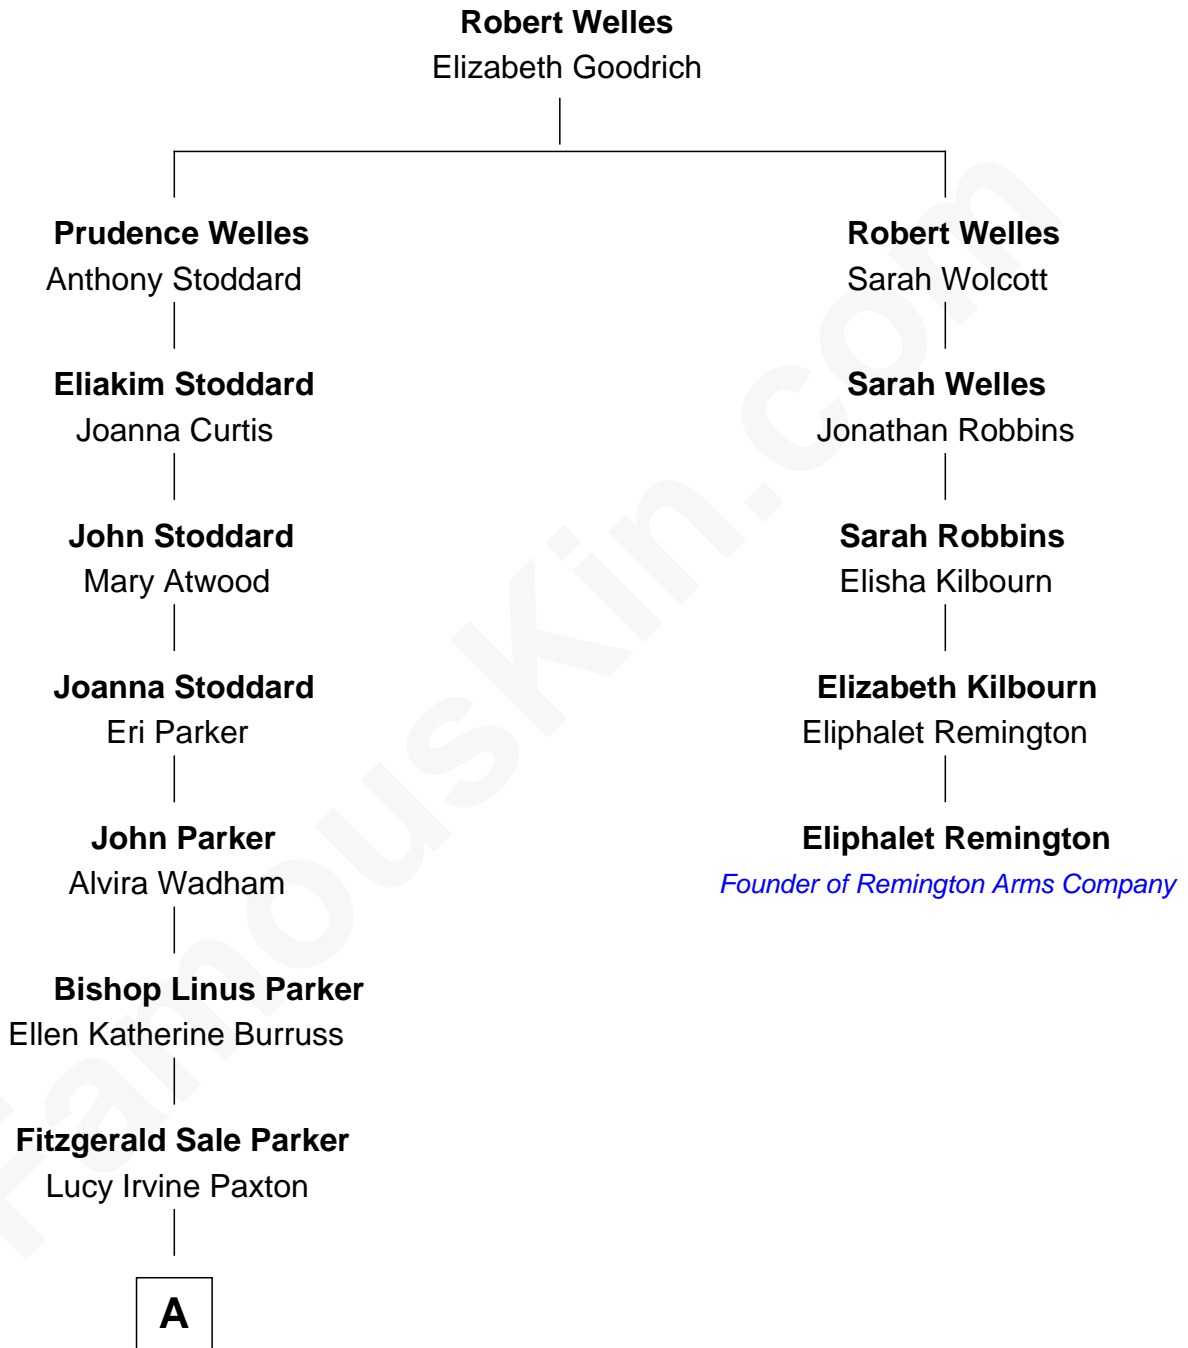 Robert Welles
Elizabeth Goodrich
Prudence Welles
Anthony Stoddard
Robert Welles
Sarah Wolcott
Eliakim Stoddard
Joanna Curtis
Sarah Welles
Jonathan Robbins
John Stoddard
Mary Atwood
Sarah Robbins
Elisha Kilbourn
Joanna Stoddard
Eri Parker
Elizabeth Kilbourn
Eliphalet Remington
John Parker
Alvira Wadham
Eliphalet Remington
Founder of Remington Arms Company
Bishop Linus Parker
Ellen Katherine Burruss
Fitzgerald Sale Parker
Lucy Irvine Paxton
A
FamousKin.com